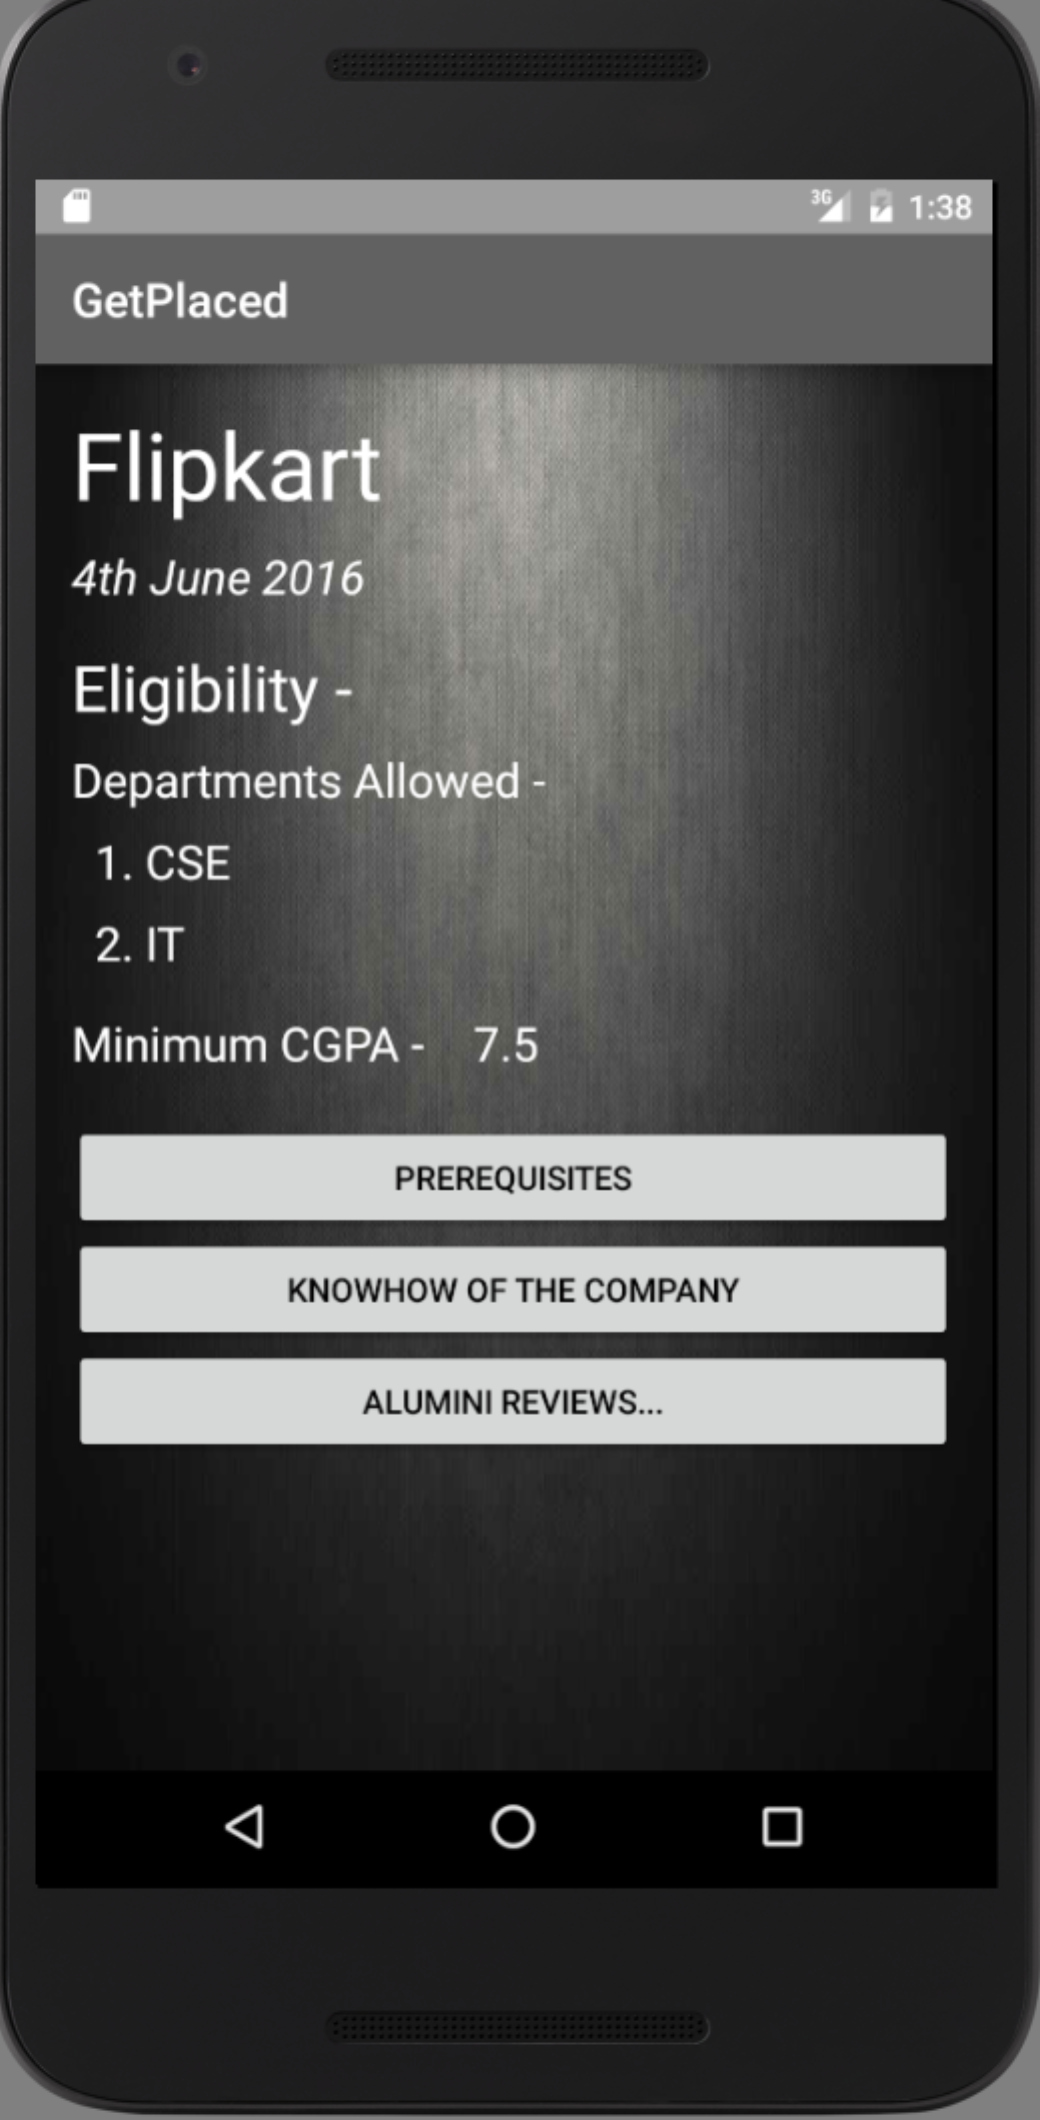 3G 1:38
GetPlaced
Flipkart
4th June 2016
Eligibility -
Departments Allowed -
1. CSE
2. IT
Minimum CGPA - 7.5
PREREQUISITES
KNOWHOW OF THE COMPANY
ALUMINI REVIEWS...